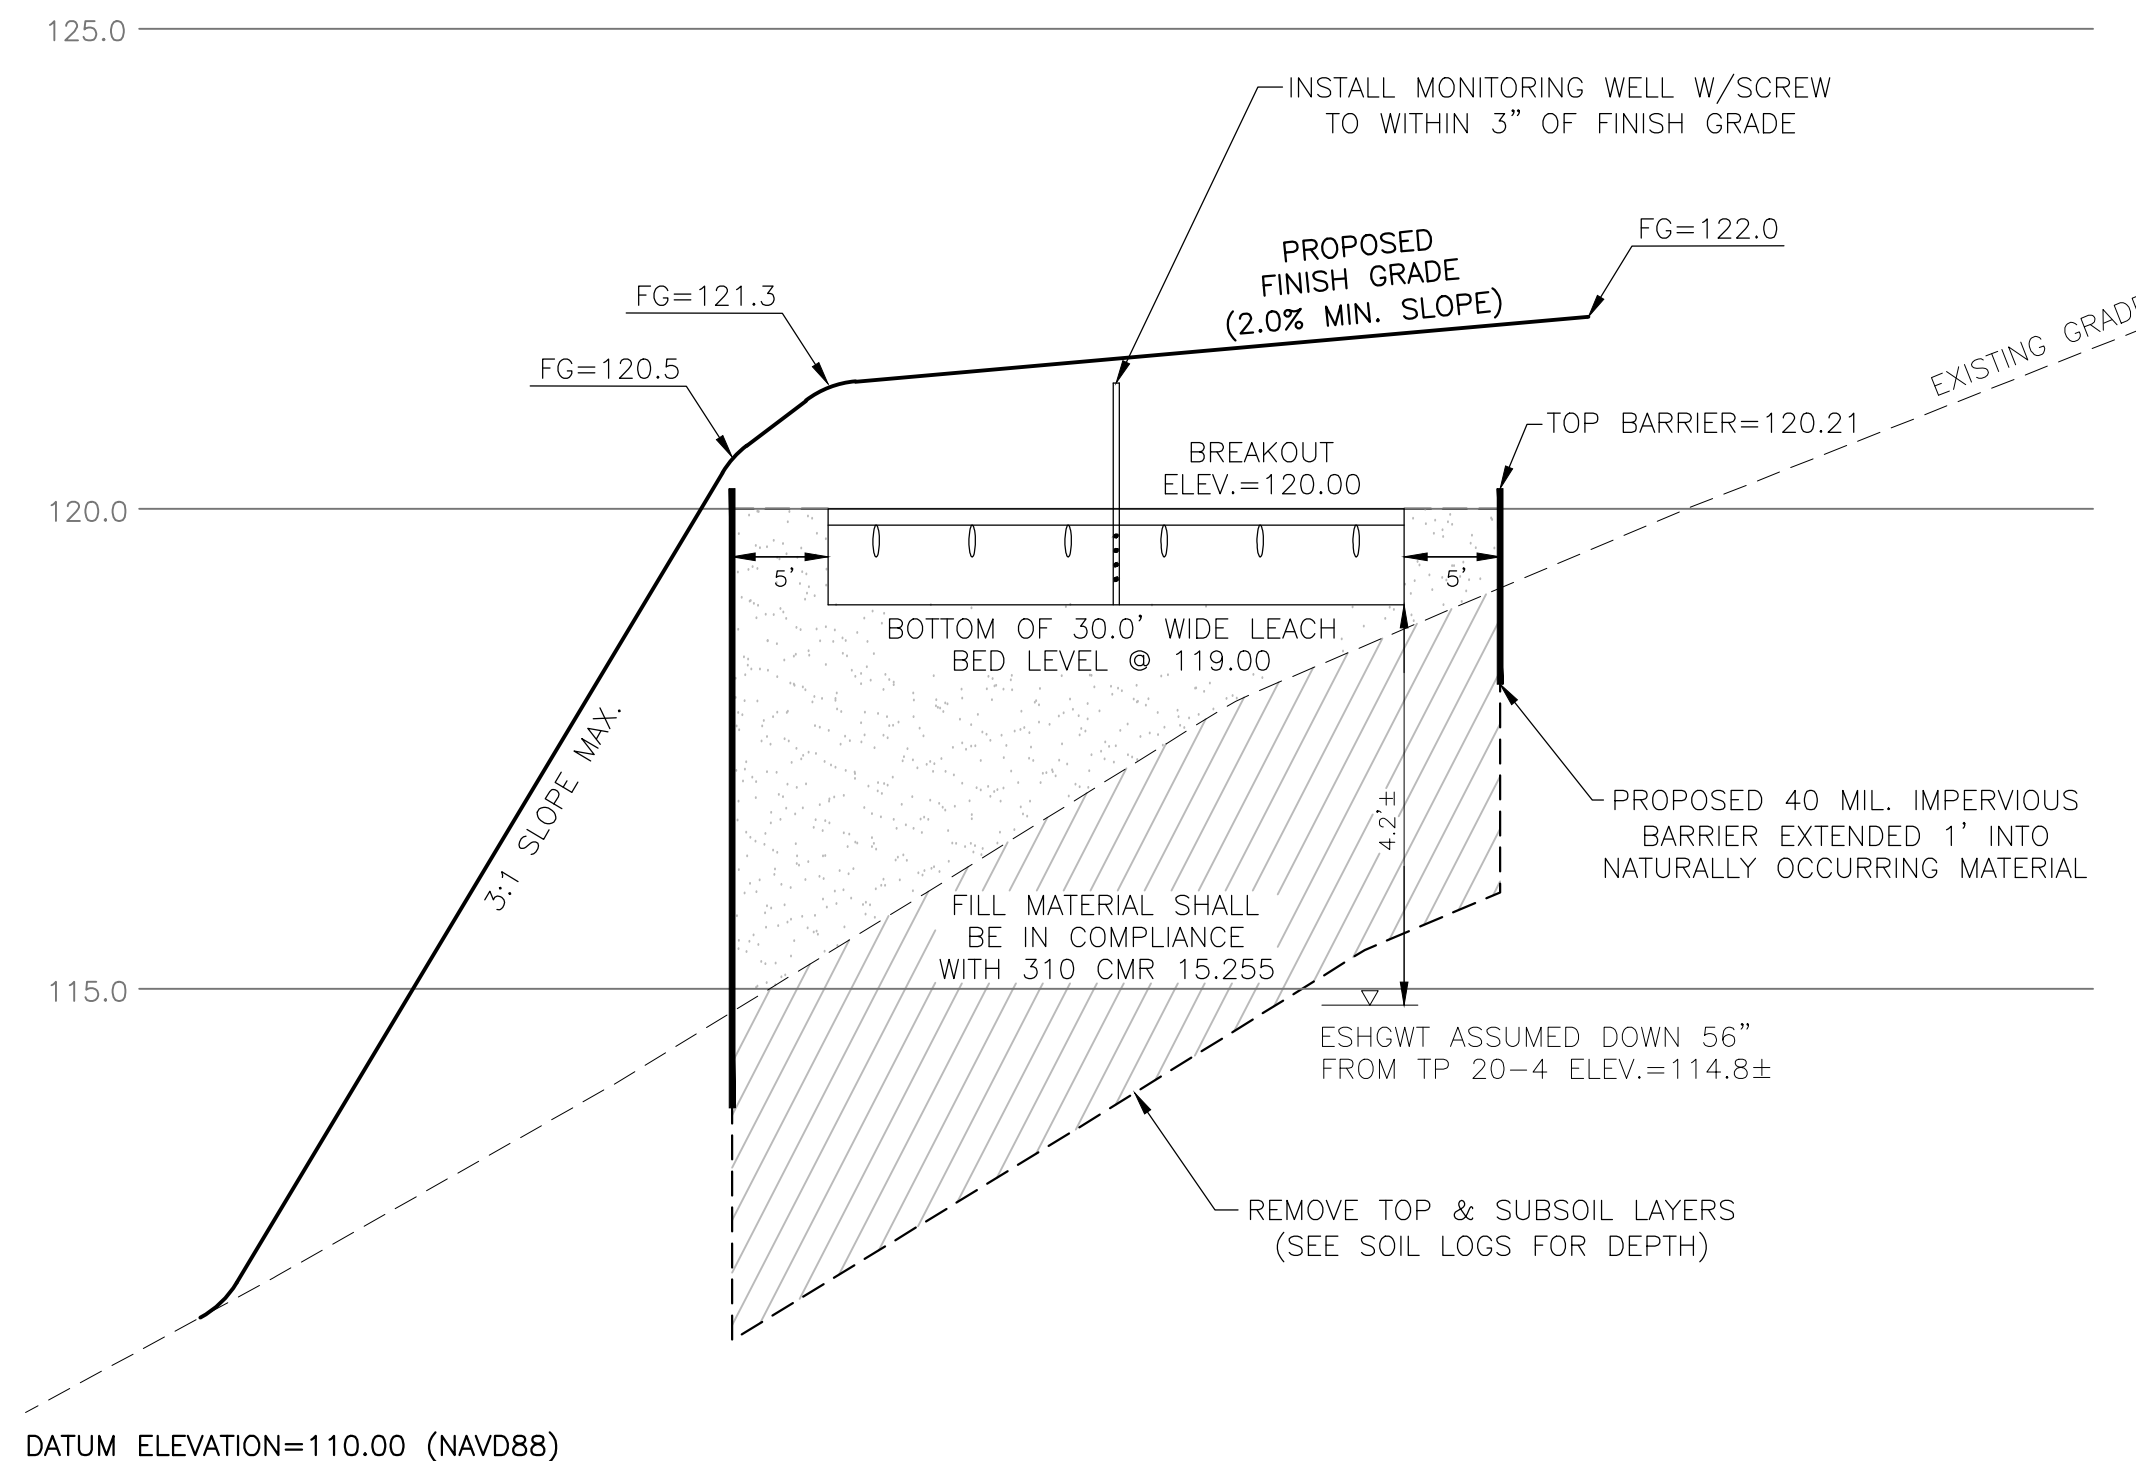 125.0
INSTALL MONITORING WELL W/SCREW
TO WITHIN 3" OF FINISH GRADE
FG=122.0
PROPOSED
FINISH GRADE
(2.0% MIN. SLOPE)
FG=121.3
EXISTING GRADE
FG=120.5
TOP BARRIER=120.21
BREAKOUT
ELEV.=120.00
120.0
5'
5'
BOTTOM OF 30.0' WIDE LEACH
BED LEVEL @ 119.00
3:1 SLOPE MAX.
4.2'±
PROPOSED 40 MIL. IMPERVIOUS
BARRIER EXTENDED 1' INTO
NATURALLY OCCURRING MATERIAL
FILL MATERIAL SHALL
BE IN COMPLIANCE
WITH 310 CMR 15.255
115.0
ESHGWT ASSUMED DOWN 56"
FROM TP 20-4 ELEV.=114.8±
REMOVE TOP & SUBSOIL LAYERS
(SEE SOIL LOGS FOR DEPTH)
DATUM ELEVATION=110.00 (NAVD88)